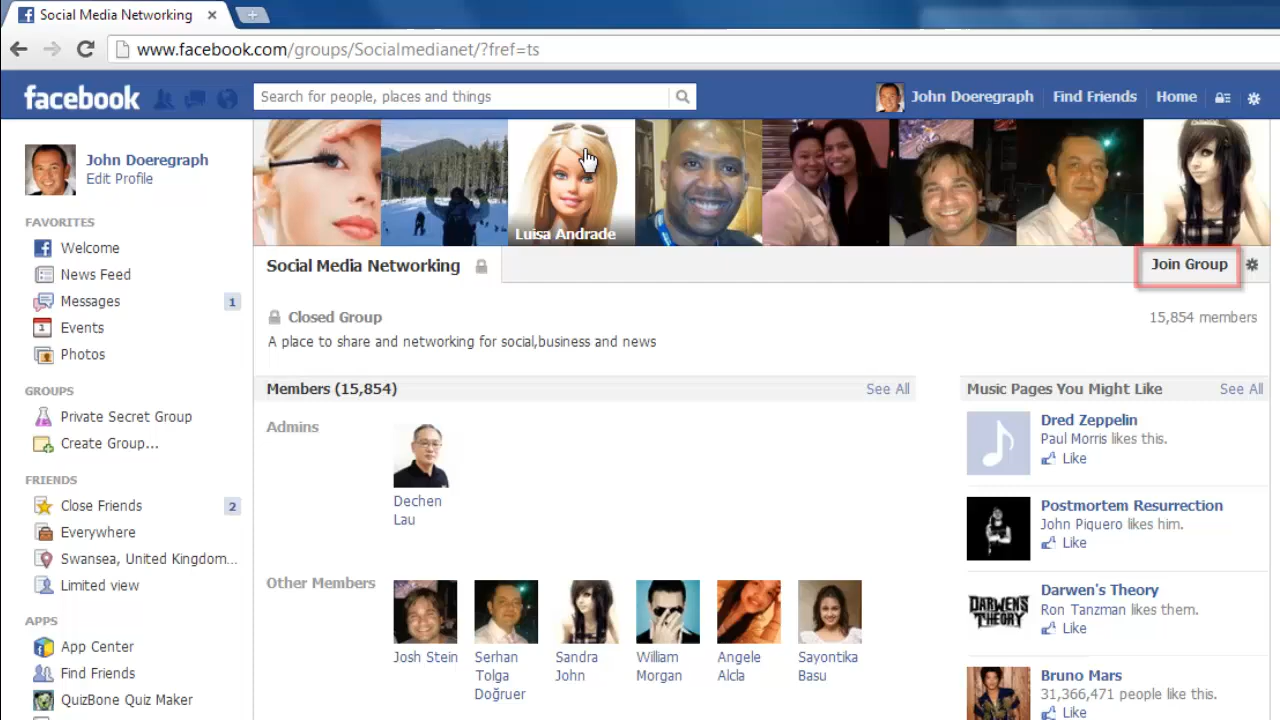 Social Media Networking
www.facebook.com/groups/Socialmedianet/?fref=ts
facebook
Search for people, places and things
John Doeregraph
Find Friends
Home
John Doeregraph
Edit Profile
FAVORITES
Welcome
News Feed
Messages 1
Events
Photos
GROUPS
Private Secret Group
Create Group...
FRIENDS
Close Friends 2
Everywhere
Swansea, United Kingdom...
Limited view
APPS
App Center
Find Friends
QuizBone Quiz Maker
Luisa Andrade
Social Media Networking
Join Group
Closed Group
15,854 members
A place to share and networking for social,business and news
Members (15,854)
See All
Admins
Dechen
Lau
Other Members
Josh Stein
Serhan
Tolga
Doğruer
Sandra
John
William
Morgan
Angele
Alcla
Sayontika
Basu
Music Pages You Might Like
See All
Dred Zeppelin
Paul Morris likes this.
Like
Postmortem Resurrection
John Piquero likes him.
Like
DARWEN'S
THEORY
Darwen's Theory
Ron Tanzman likes them.
Like
Bruno Mars
31,366,471 people like this.
Like